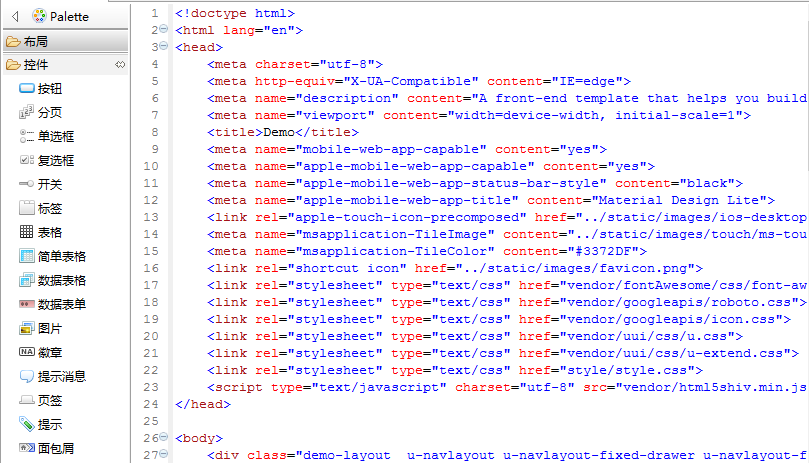 Palette
布局
控件
按钮
分页
单选框
复选框
开关
标签
表格
简单表格
数据表格
数据表单
图片
徽章
提示消息
页签
提示
面包屑
1 <!doctype html>
2 <html lang="en">
3 <head>
4 <meta charset="utf-8">
5 <meta http-equiv="X-UA-Compatible" content="IE=edge">
6 <meta name="description" content="A front-end template that helps you build
7 <meta name="viewport" content="width=device-width, initial-scale=1">
8 <title>Demo</title>
9 <meta name="mobile-web-app-capable" content="yes">
10 <meta name="apple-mobile-web-app-capable" content="yes">
11 <meta name="apple-mobile-web-app-status-bar-style" content="black">
12 <meta name="apple-mobile-web-app-title" content="Material Design Lite">
13 <link rel="apple-touch-icon-precomposed" href="../static/images/ios-desktop
14 <meta name="msapplication-TileImage" content="../static/images/touch/ms-tou
15 <meta name="msapplication-TileColor" content="#3372DF">
16 <link rel="shortcut icon" href="../static/images/favicon.png">
17 <link rel="stylesheet" type="text/css" href="vendor/fontAwesome/css/font-aw
18 <link rel="stylesheet" type="text/css" href="vendor/googleapis/roboto.css">
19 <link rel="stylesheet" type="text/css" href="vendor/googleapis/icon.css">
20 <link rel="stylesheet" type="text/css" href="vendor/uui/css/u.css">
21 <link rel="stylesheet" type="text/css" href="vendor/uui/css/u-extend.css">
22 <link rel="stylesheet" type="text/css" href="style/style.css">
23 <script type="text/javascript" charset="utf-8" src="vendor/html5shiv.min.js
24 </head>
25
26 <body>
27 <div class="demo-layout  u-navlayout u-navlayout-fixed-drawer u-navlayout-f